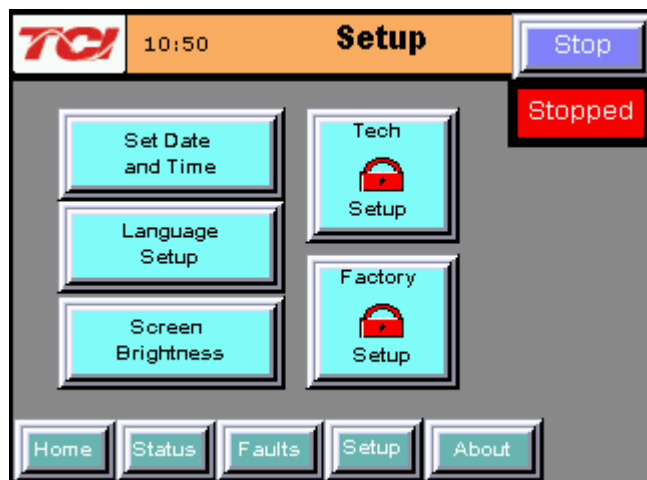 TCI
10:50
Setup
Stop
Stopped
Set Date
and Time
Language
Setup
Screen
Brightness
Tech
Setup
Factory
Setup
Home
Status
Faults
Setup
About